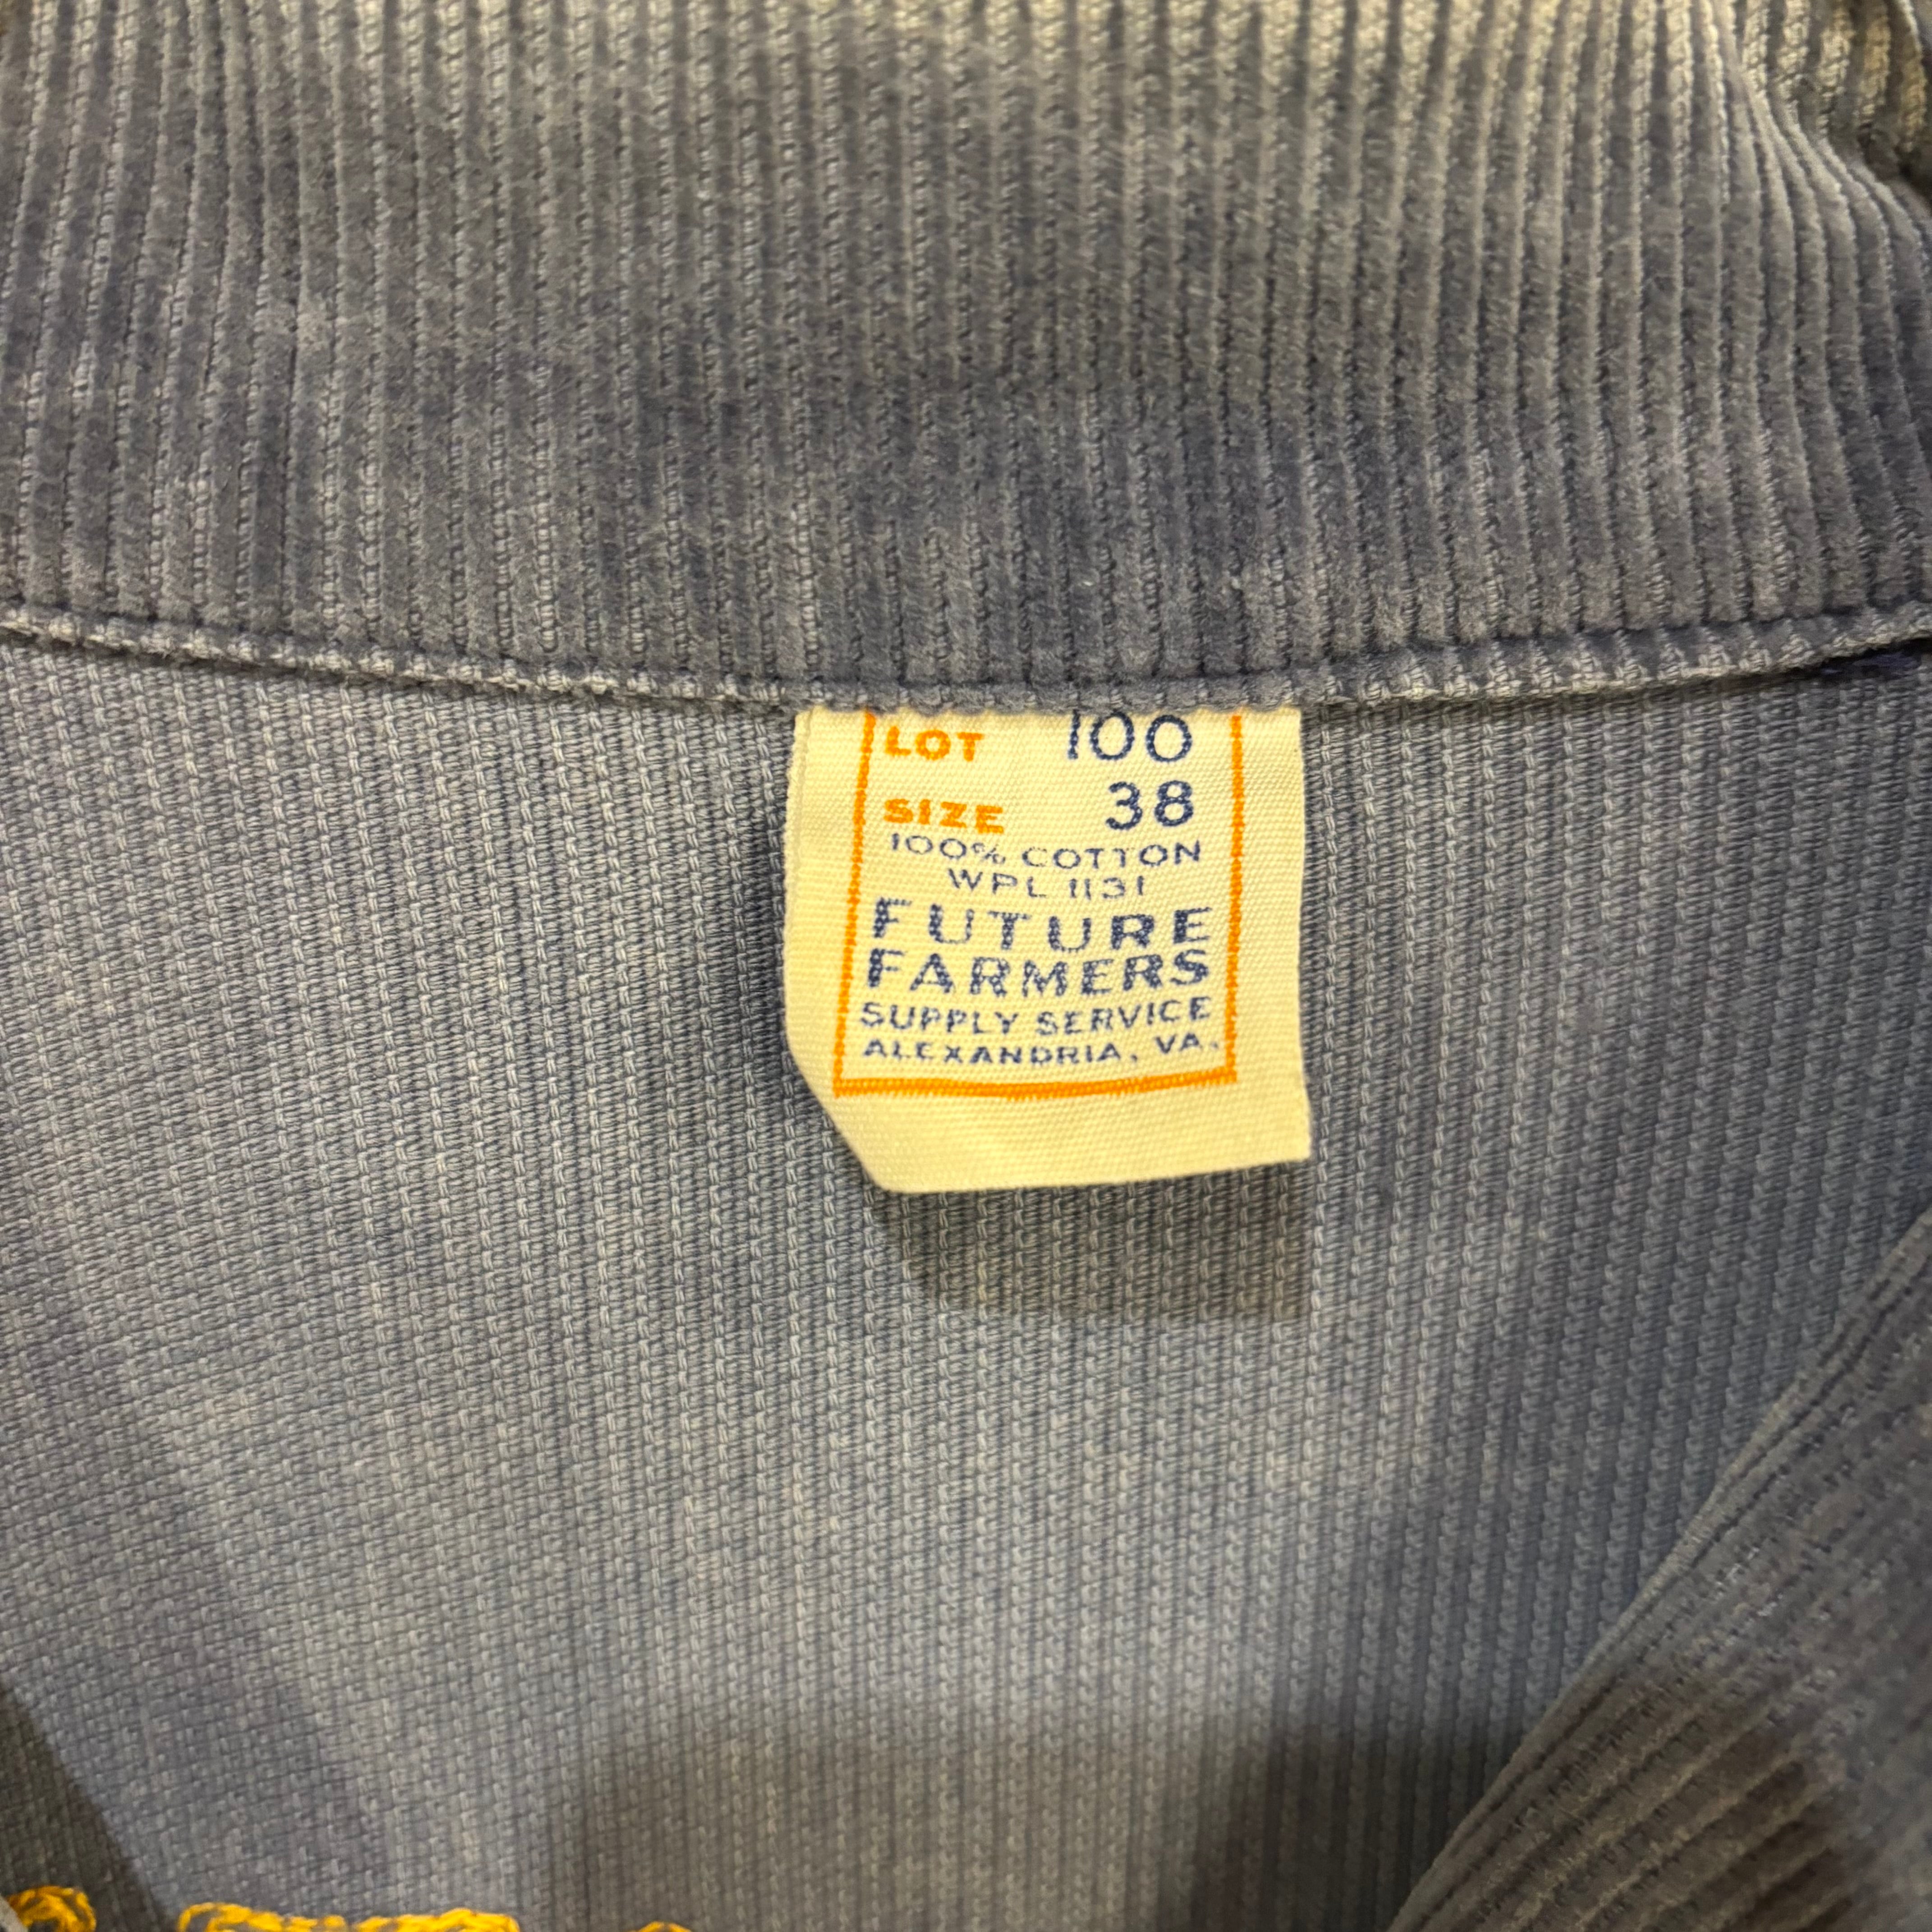 LOT 100
SIZE 38
100% COTTON
WPL 1131
FUTURE
FARMERS
SUPPLY SERVICE
ALEXANDRIA, VA.